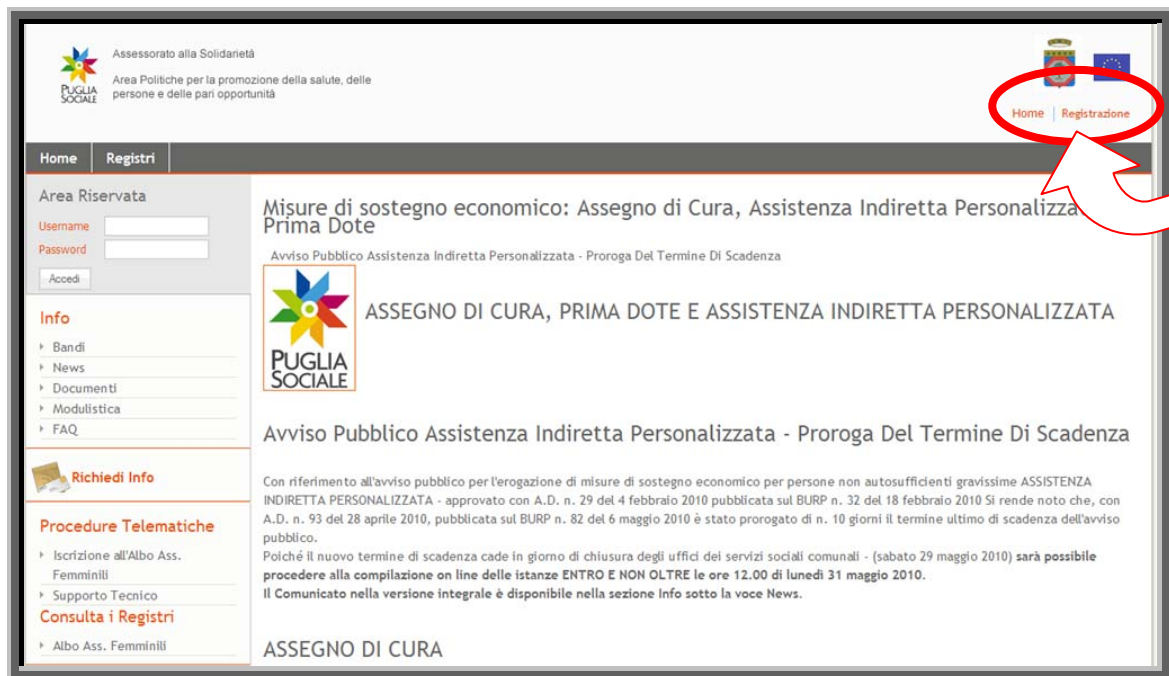 Assessorato alla Solidarietà
Area Politiche per la promozione della salute, delle
persone e delle pari opportunità
PUGLIA
SOCIALE
Home | Registrazione
Home Registri
Area Riservata
Username
Password
Accedi
Info
Bandi
News
Documenti
Modulistica
FAQ
Richiedi Info
Procedure Telematiche
Iscrizione all'Albo Ass.
Femminili
Supporto Tecnico
Consulta i Registri
Albo Ass. Femminili
Misure di sostegno economico: Assegno di Cura, Assistenza Indiretta
Prima Dote
Avviso Pubblico Assistenza Indiretta Personalizzata - Proroga Del Termine Di Scadenza
PUGLIA
SOCIALE
ASSEGNO DI CURA, PRIMA DOTE E ASSISTENZA INDIRETTA PERSONALIZZATA
Avviso Pubblico Assistenza Indiretta Personalizzata - Proroga Del Termine Di Scadenza
Con riferimento all'avviso pubblico per l'erogazione di misure di sostegno economico per persone non autosufficienti gravissime ASSISTENZA
INDIRETTA PERSONALIZZATA - approvato con A.D. n. 29 del 4 febbraio 2010 pubblicata sul BURP n. 32 del 18 febbraio 2010 Si rende noto che, con
A.D. n. 93 del 28 aprile 2010, pubblicata sul BURP n. 82 del 6 maggio 2010 è stato prorogato di n. 10 giorni il termine ultimo di scadenza dell'avviso
pubblico.
Poiché il nuovo termine di scadenza cade in giorno di chiusura degli uffici dei servizi sociali comunali - (sabato 29 maggio 2010) sarà possibile
procedere alla compilazione on line delle istanze ENTRO E NON OLTRE le ore 12.00 di lunedì 31 maggio 2010.
Il Comunicato nella versione integrale è disponibile nella sezione Info sotto la voce News.
ASSEGNO DI CURA